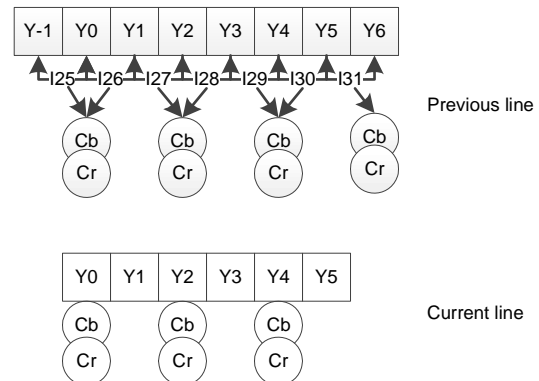 Y-1 Y0 Y1 Y2 Y3 Y4 Y5 Y6
I25 I26 I27 I28 I29 I30 I31
Previous line
Cb Cb Cb Cb
Cr Cr Cr Cr
Y0 Y1 Y2 Y3 Y4 Y5
Current line
Cb Cb Cb
Cr Cr Cr